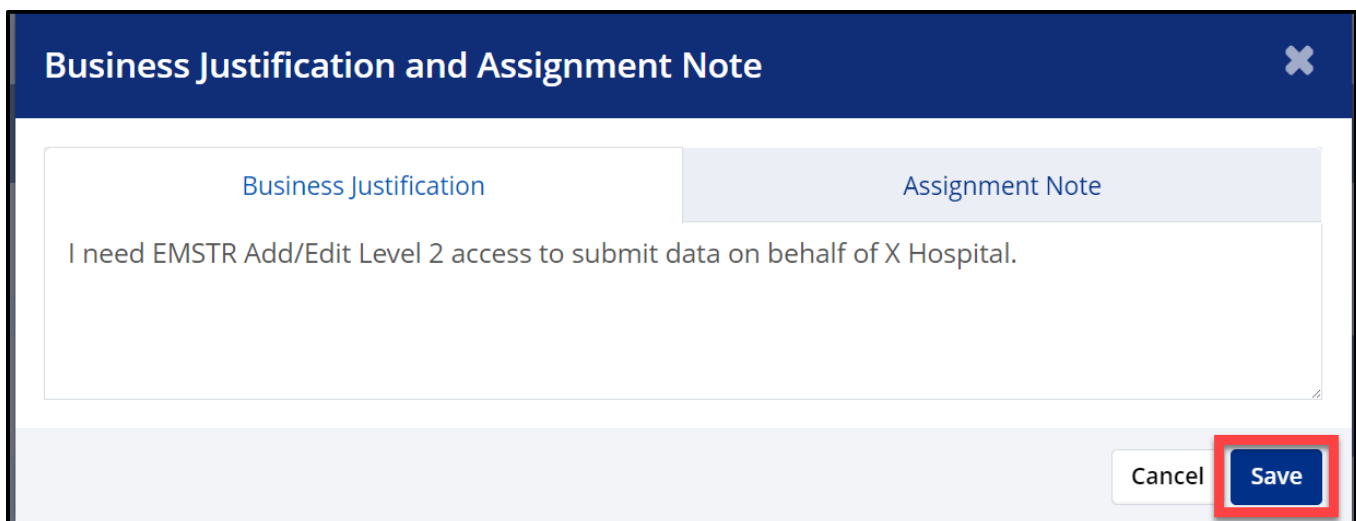 Business Justification and Assignment Note
Business Justification
Assignment Note
I need EMSTR Add/Edit Level 2 access to submit data on behalf of X Hospital.
Cancel
Save